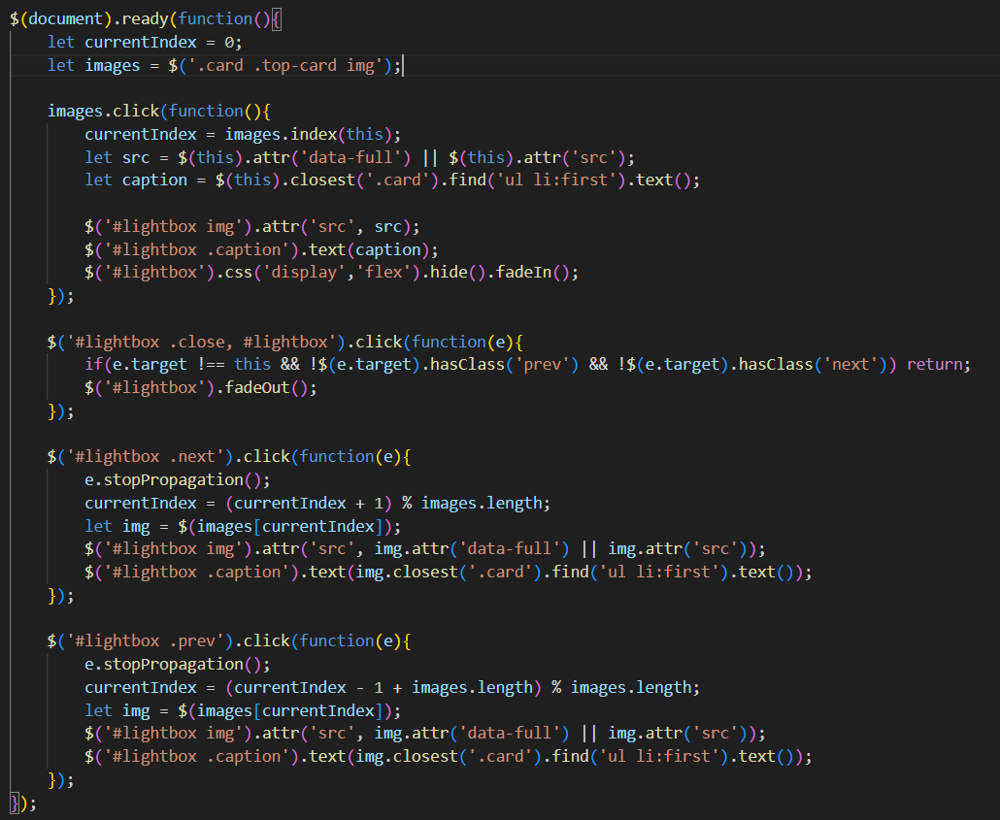 $(document).ready(function(){
    let currentIndex = 0;
    let images = $('.card .top-card img');

    images.click(function(){
        currentIndex = images.index(this);
        let src = $(this).attr('data-full') || $(this).attr('src');
        let caption = $(this).closest('.card').find('ul li:first').text();

        $('#lightbox img').attr('src', src);
        $('#lightbox .caption').text(caption);
        $('#lightbox').css('display','flex').hide().fadeIn();
    });

    $('#lightbox .close, #lightbox').click(function(e){
        if(e.target !== this && !$(e.target).hasClass('prev') && !$(e.target).hasClass('next')) return;
        $('#lightbox').fadeOut();
    });

    $('#lightbox .next').click(function(e){
        e.stopPropagation();
        currentIndex = (currentIndex + 1) % images.length;
        let img = $(images[currentIndex]);
        $('#lightbox img').attr('src', img.attr('data-full') || img.attr('src'));
        $('#lightbox .caption').text(img.closest('.card').find('ul li:first').text());
    });

    $('#lightbox .prev').click(function(e){
        e.stopPropagation();
        currentIndex = (currentIndex - 1 + images.length) % images.length;
        let img = $(images[currentIndex]);
        $('#lightbox img').attr('src', img.attr('data-full') || img.attr('src'));
        $('#lightbox .caption').text(img.closest('.card').find('ul li:first').text());
    });
});